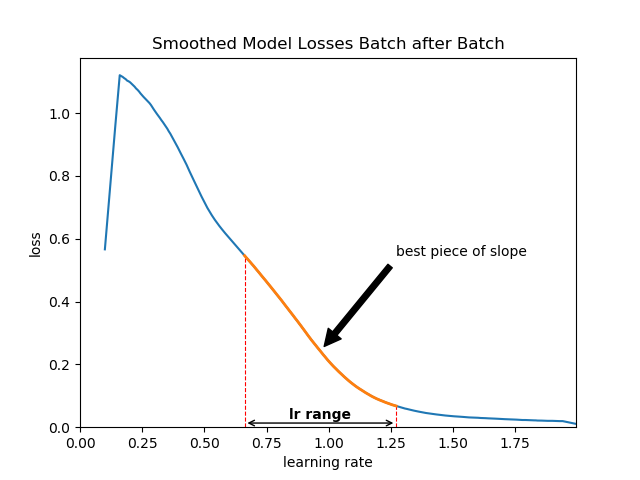 Smoothed Model Losses Batch after Batch
1.0
0.8
0.6
0.4
0.2
0.0
loss
best piece of slope
lr range
0.00 0.25 0.50 0.75 1.00 1.25 1.50 1.75
learning rate